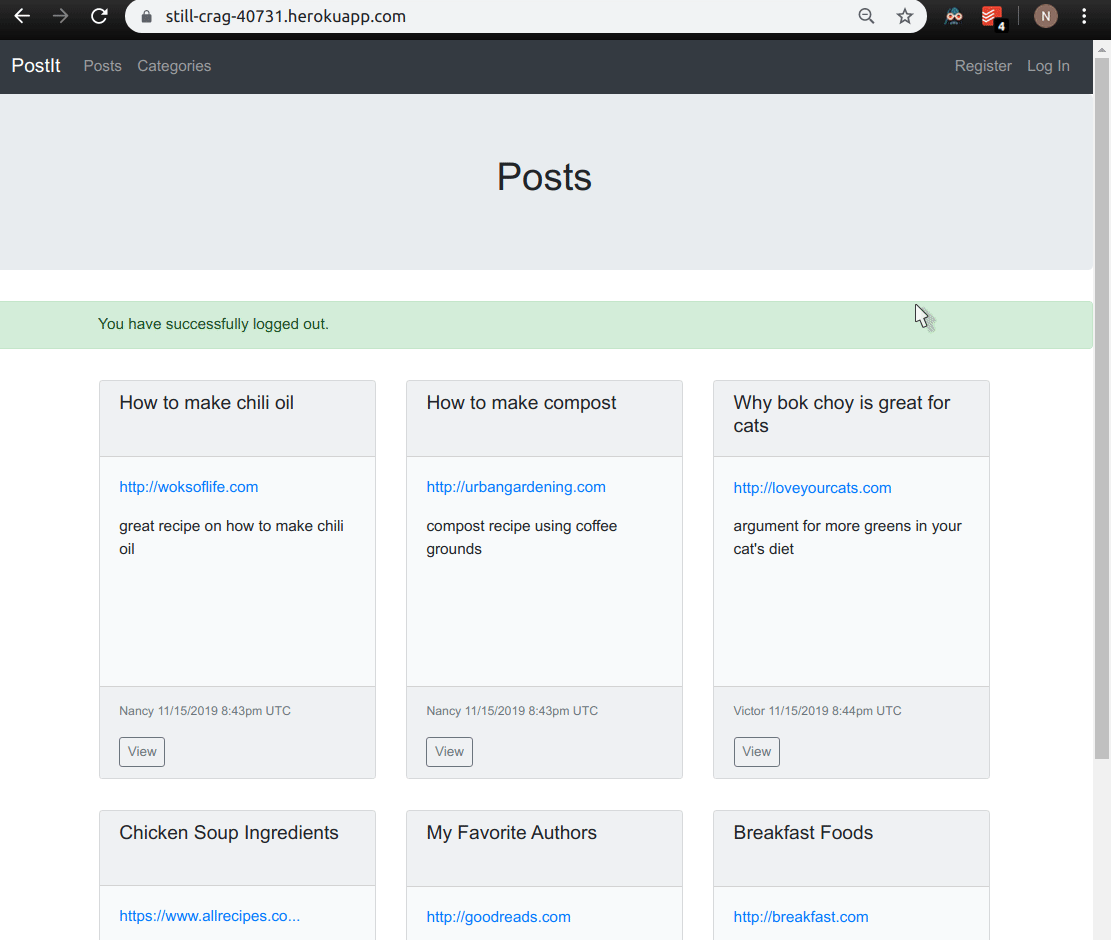 still-crag-40731.herokuapp.com
4
N
PostIt Posts Categories Register Log In
Posts
You have successfully logged out.
How to make chili oil
http://woksoflife.com
great recipe on how to make chili
oil
Nancy 11/15/2019 8:43pm UTC
View
How to make compost
http://urbangardening.com
compost recipe using coffee
grounds
Nancy 11/15/2019 8:43pm UTC
View
Why bok choy is great for
cats
http://loveyourcats.com
argument for more greens in your
cat's diet
Victor 11/15/2019 8:44pm UTC
View
Chicken Soup Ingredients
https://www.allrecipes.co...
My Favorite Authors
http://goodreads.com
Breakfast Foods
http://breakfast.com